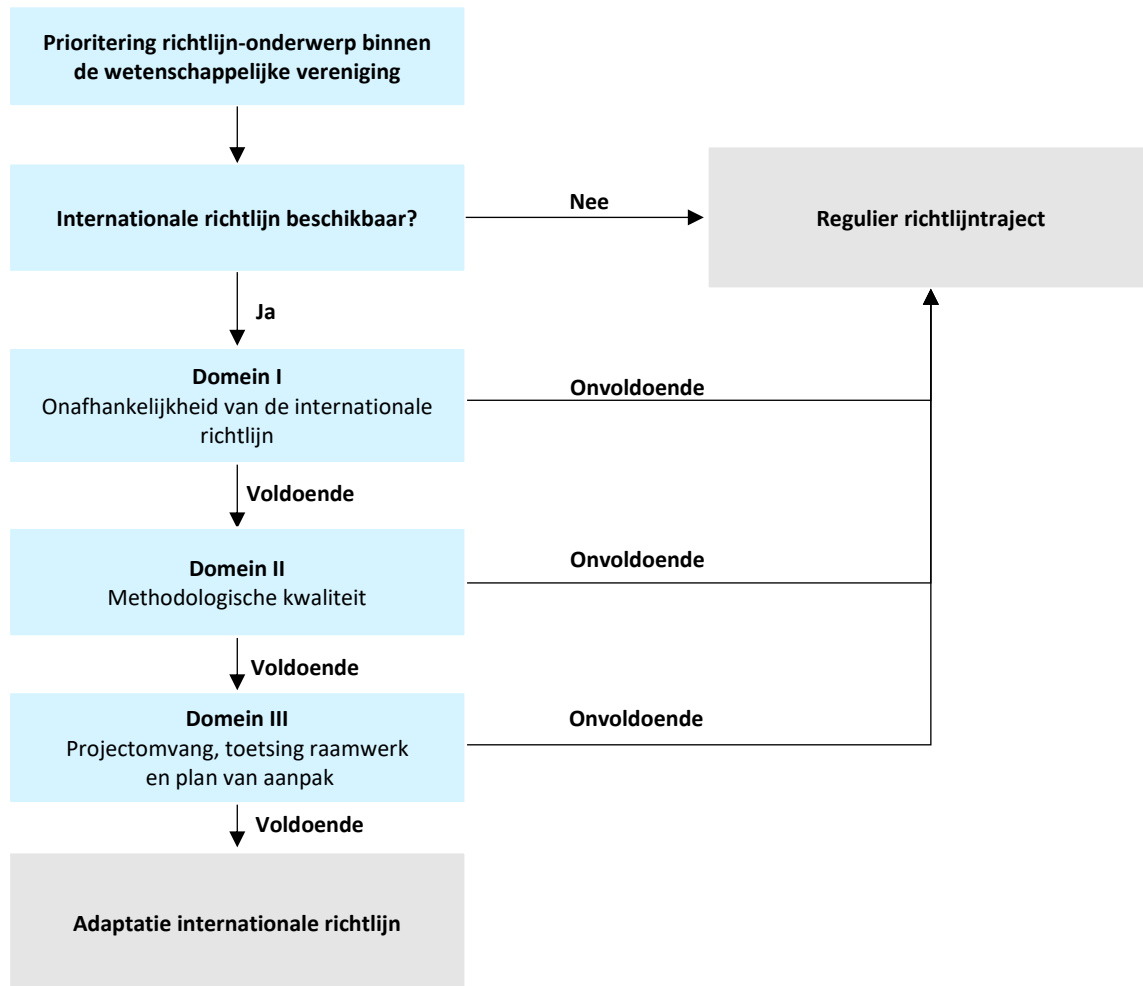 Prioritering richtlijn-onderwerp binnen
de wetenschappelijke vereniging
Internationale richtlijn beschikbaar?
Nee
Regulier richtlijntraject
Ja
Domein I
Onafhankelijkheid van de internationale
richtlijn
Onvoldoende
Voldoende
Domein II
Methodologische kwaliteit
Onvoldoende
Voldoende
Domein III
Projectomvang, toetsing raamwerk
en plan van aanpak
Onvoldoende
Voldoende
Adaptatie internationale richtlijn